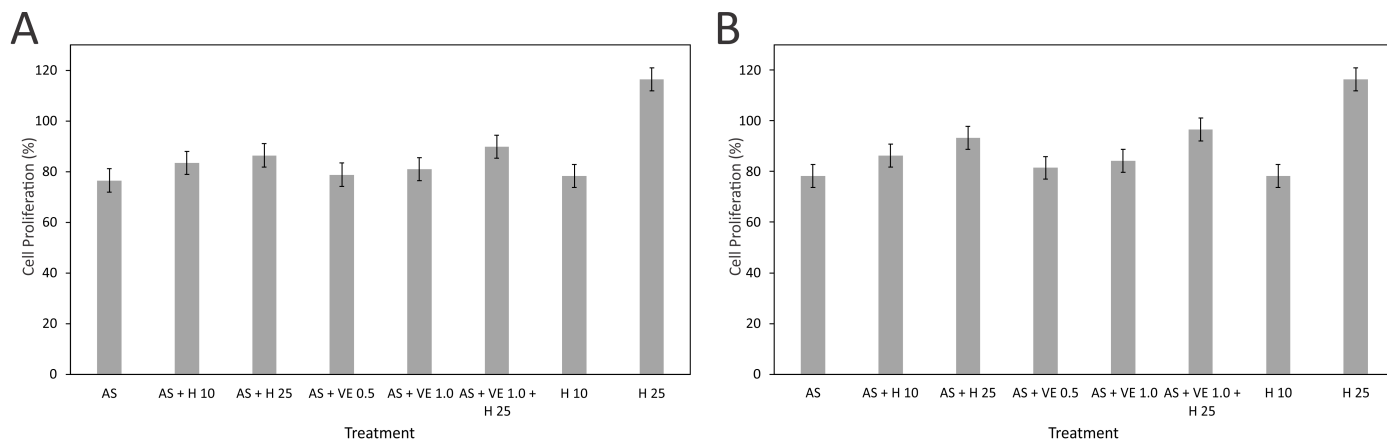 A
Cell Proliferation (%)
120
100
80
60
40
20
0
AS
AS + H 10
AS + H 25
AS + VE 0.5
AS + VE 1.0
AS + VE 1.0 +
H 25
H 10
H 25
Treatment
B
Cell Proliferation (%)
120
100
80
60
40
20
0
AS
AS + H 10
AS + H 25
AS + VE 0.5
AS + VE 1.0
AS + VE 1.0 +
H 25
H 10
H 25
Treatment